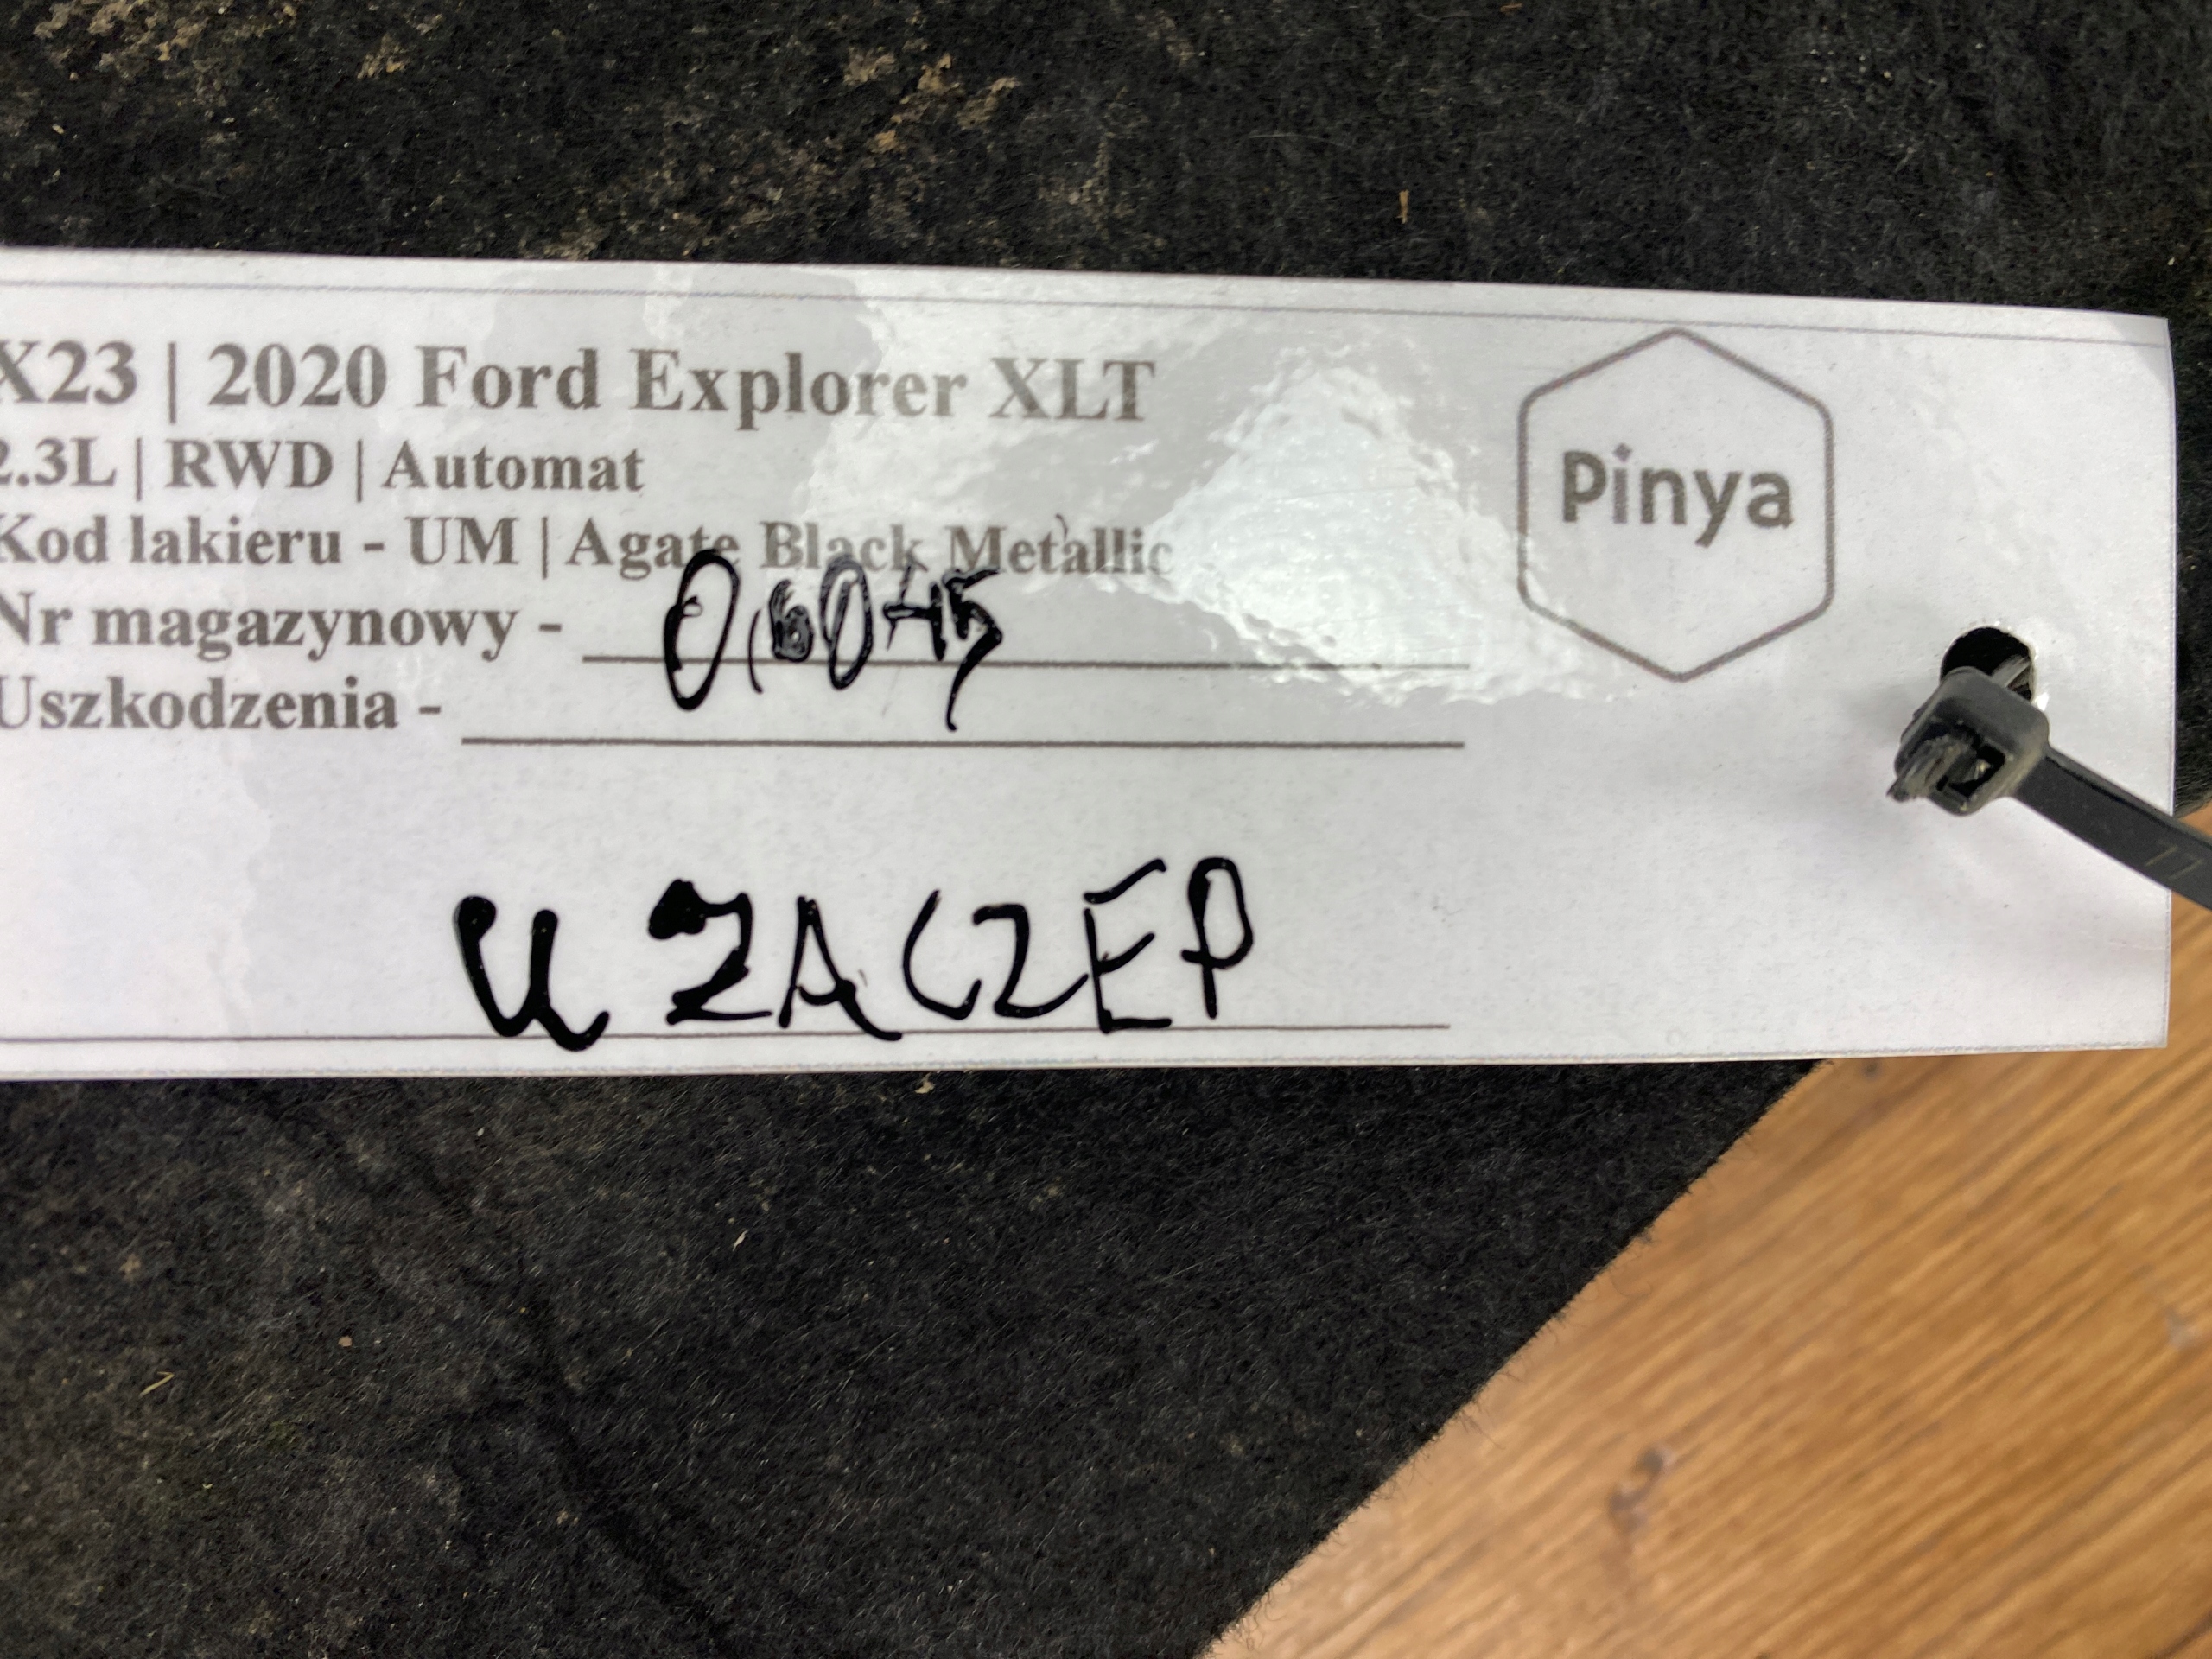 X23 | 2020 Ford Explorer XLT
2.3L | RWD | Automat
Kod lakieru - UM | Agate Black Metallic
Nr magazynowy -
Uszkodzenia -
U ZACZEP
Pinya